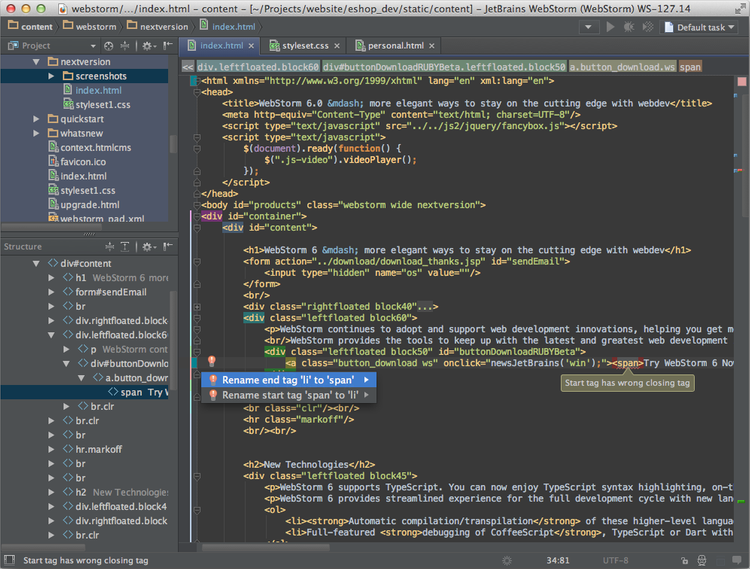 index.html - content - [~/Projects/website/eshop_dev/static/content] - JetBrains WebStorm (WebStorm) WS-127.14
content webstorm nextversion index.html Default task
Project
index.html styleset.css personal.html
nextversion
screenshots
index.html
styleset1.css
quickstart
whatsnew
context.htmlcms
favicon.ico
index.html
styleset1.css
upgrade.html
webstorm_pad.xml
Structure
div#content
h1 WebStorm 6 more
form#sendEmail
br
div.rightfloated.block
div.leftfloated.block6
p WebStorm cont
div#buttonDownlo
a.button_dow
span Try W
br.clr
br.clr
br
hr.markoff
br
br
h2 New Technologies
div.leftfloated.block4
div.rightfloated.block
br.clr
<< div.leftfloated.block60 div#buttonDownloadRUBYBeta.leftfloated.block50 a.button_download.ws span
<html xmlns="http://www.w3.org/1999/xhtml" lang="en" xml:lang="en">
<head>
<title>WebStorm 6.0 &mdash; more elegant ways to stay on the cutting edge with webdev</title>
<meta http-equiv="Content-Type" content="text/html; charset=UTF-8"/>
<script type="text/javascript" src="../../js2/jquery/fancybox.js"></script>
<script type="text/javascript">
$(document).ready(function() {
$(".js-video").videoPlayer();
});
</script>
</head>
<body id="products" class="webstorm wide nextversion">
<div id="container">
<div id="content">
<h1>WebStorm 6 &mdash; more elegant ways to stay on the cutting edge with webdev</h1>
<form action="../download/download_thanks.jsp" id="sendEmail">
<input type="hidden" name="os" value=""/>
</form>
<br/>
<div class="rightfloated block40"...>
<div class="leftfloated block60">
<p>WebStorm continues to adopt and support web development innovations, helping you get m
<br/>WebStorm provides the tools to keep up with the latest and greatest web development
<div class="leftfloated block50" id="buttonDownloadRUBYBeta">
<a class="button_download ws" onclick="newsJetBrains('win');"><span>Try WebStorm 6 Now
Rename end tag 'li' to 'span'
Start tag has wrong closing tag
Rename start tag 'span' to 'li'
<br class="clr"/><br/>
<hr class="markoff"/>
<br/><br/>
<h2>New Technologies</h2>
<div class="leftfloated block45">
<p>WebStorm 6 supports TypeScript. You can now enjoy TypeScript syntax highlighting, on-t
<p>WebStorm 6 provides streamlined experience for the full development cycle with new lan
<ol>
<li><strong>Automatic compilation/transpilation</strong> of these higher-level langua
<li>Full-featured <strong>debugging of CoffeeScript</strong>, TypeScript or Dart with
Start tag has wrong closing tag 34:81 UTF-8